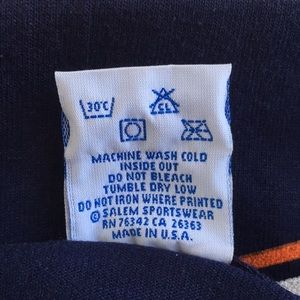 30°C CL
MACHINE WASH COLD
INSIDE OUT
DO NOT BLEACH
TUMBLE DRY LOW
DO NOT IRON WHERE PRINTED
© SALEM SPORTSWEAR
RN 76342 CA 26363
MADE IN U.S.A.